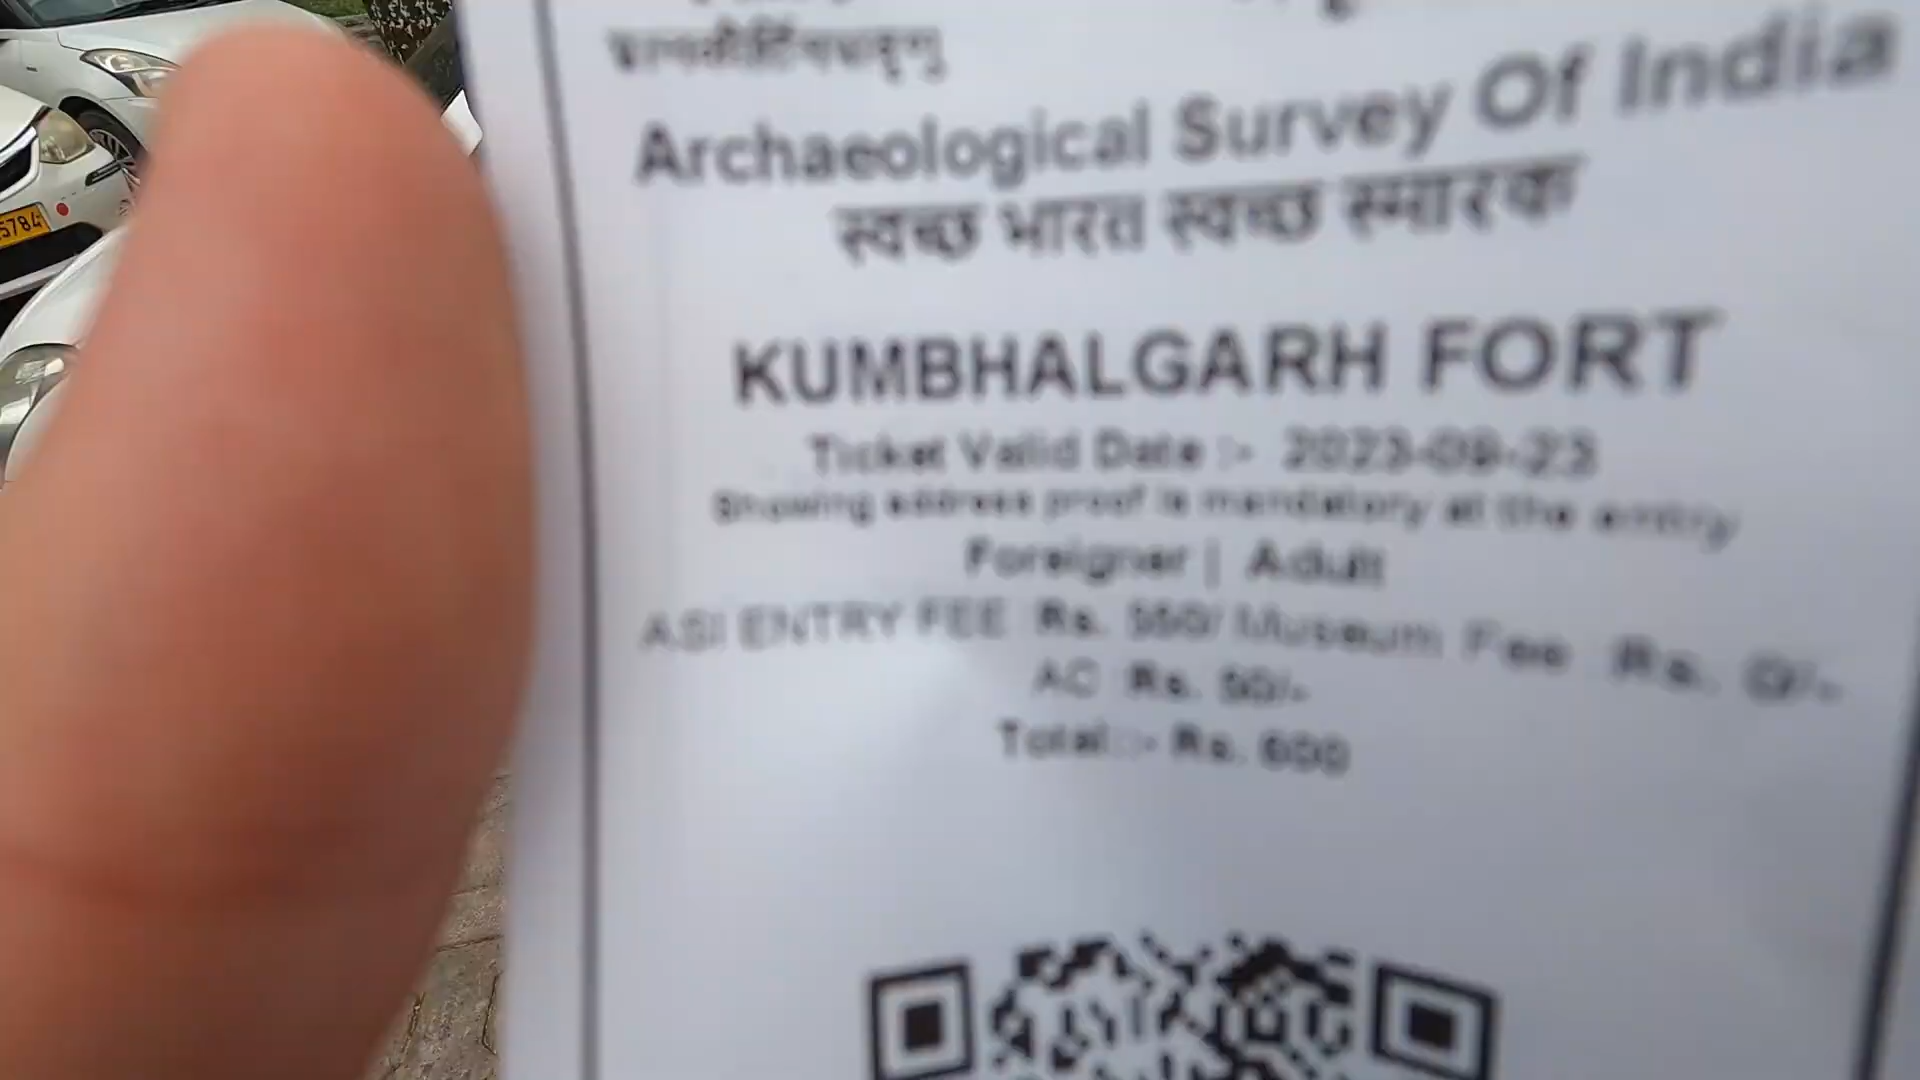 Archaeological Survey Of India
स्वच्छ भारत स्वच्छ स्मारक
KUMBHALGARH FORT
Ticket Valid Date :- 2023-09-23
Showing address proof is mandatory at the entry
Foreigner | Adult
ASI ENTRY FEE Rs. 550/ Museum Fee Rs. 0/-
AC Rs. 50/-
Total :- Rs. 600
5784